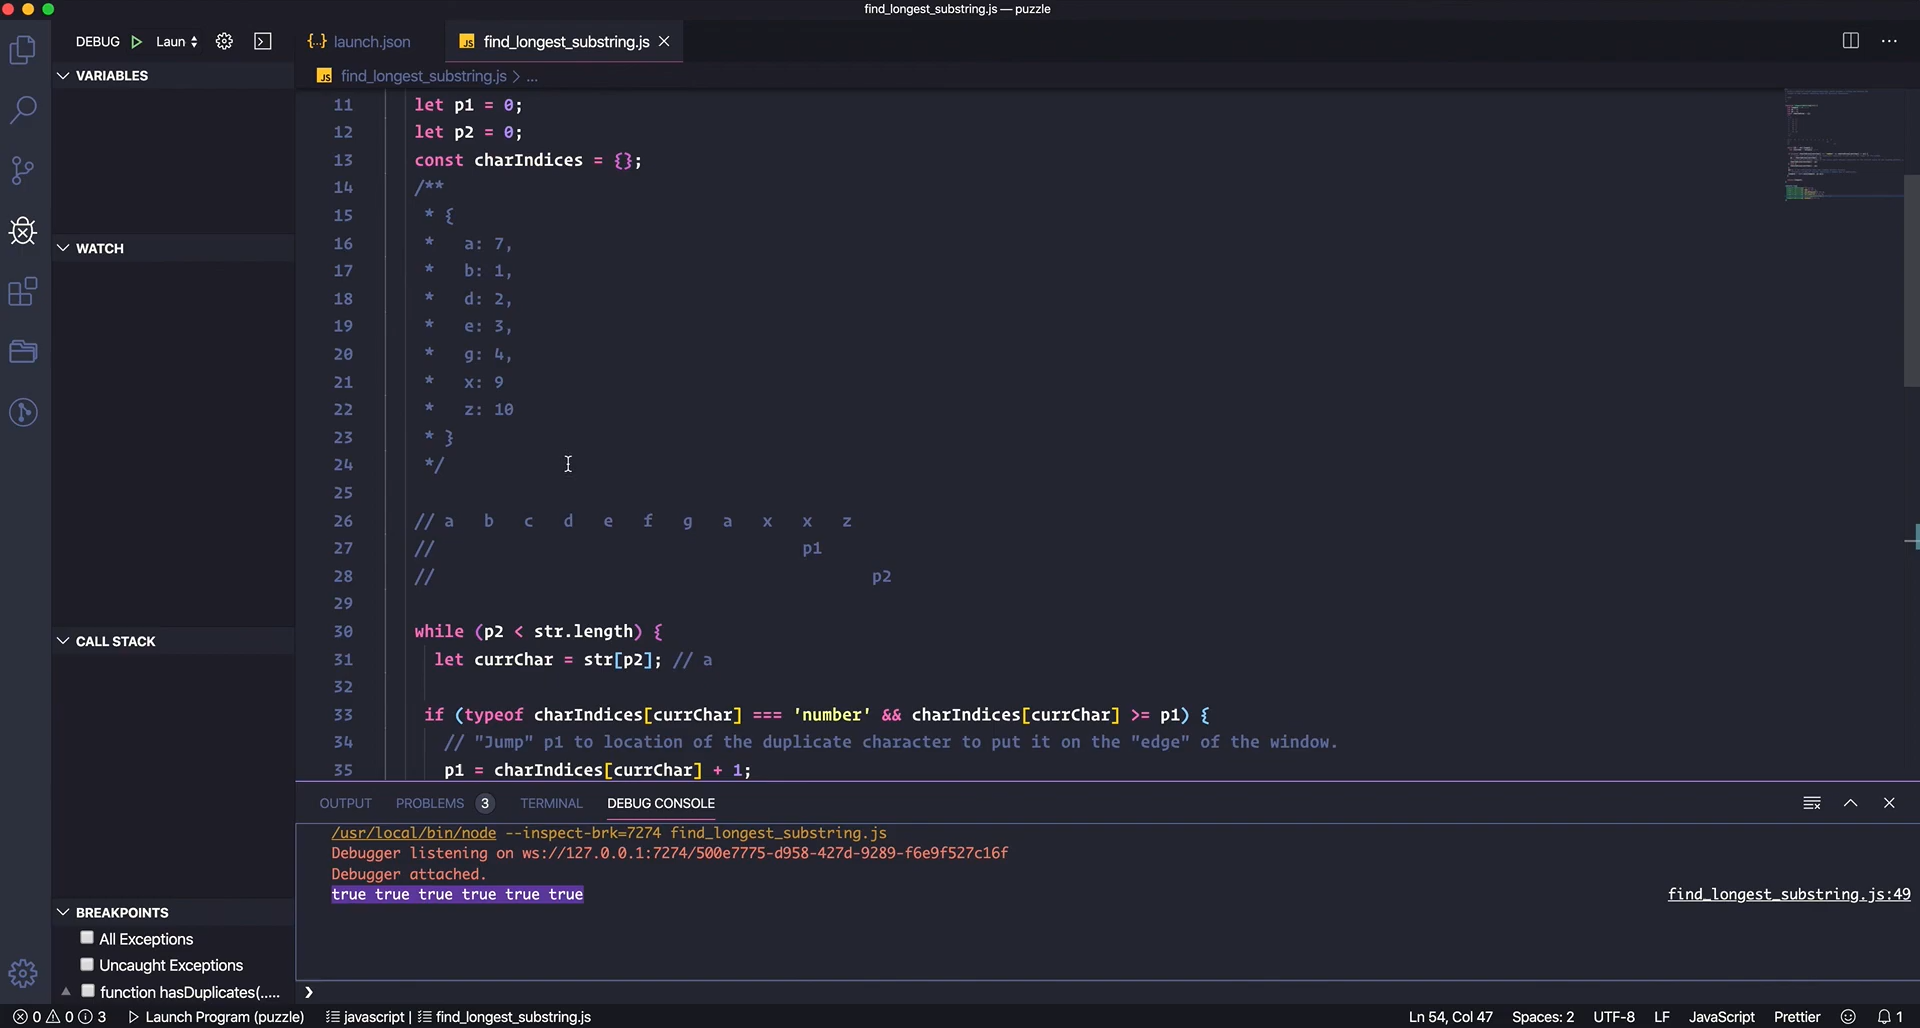 find_longest_substring.js — puzzle
DEBUG Laun
launch.json
JS find_longest_substring.js
JS find_longest_substring.js > ...
VARIABLES
WATCH
CALL STACK
BREAKPOINTS
All Exceptions
Uncaught Exceptions
function hasDuplicates(.....
11 let p1 = 0;
12 let p2 = 0;
13 const charIndices = {};
14 /**
15 * {
16 * a: 7,
17 * b: 1,
18 * d: 2,
19 * e: 3,
20 * g: 4,
21 * x: 9
22 * z: 10
23 * }
24 */
25
26 // a b c d e f g a x x z
27 // p1
28 // p2
29
30 while (p2 < str.length) {
31 let currChar = str[p2]; // a
32
33 if (typeof charIndices[currChar] === 'number' && charIndices[currChar] >= p1) {
34 // "Jump" p1 to location of the duplicate character to put it on the "edge" of the window.
35 p1 = charIndices[currChar] + 1;
OUTPUT PROBLEMS 3 TERMINAL DEBUG CONSOLE
/usr/local/bin/node --inspect-brk=7274 find_longest_substring.js
Debugger listening on ws://127.0.0.1:7274/500e7775-d958-427d-9289-f6e9f527c16f
Debugger attached.
true true true true true true find_longest_substring.js:49
0 0 3 Launch Program (puzzle) javascript | find_longest_substring.js Ln 54, Col 47 Spaces: 2 UTF-8 LF JavaScript Prettier 1